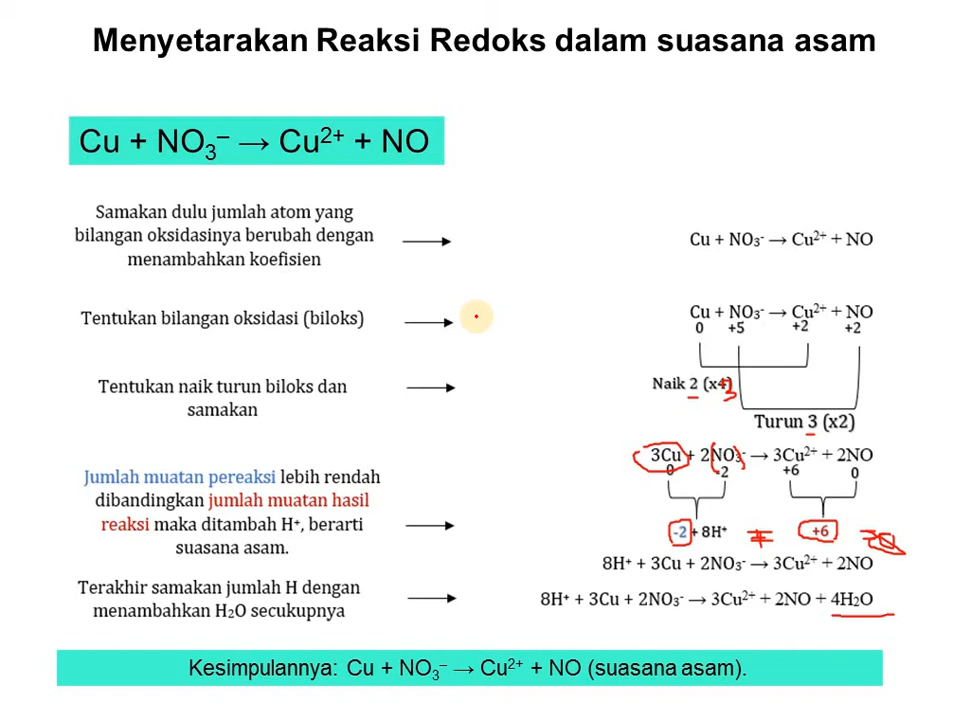 Menyetarakan Reaksi Redoks dalam suasana asam
Cu + NO₃⁻ → Cu²⁺ + NO
Samakan dulu jumlah atom yang
bilangan oksidasinya berubah dengan
menambahkan koefisien
Cu + NO₃⁻ → Cu²⁺ + NO
Tentukan bilangan oksidasi (biloks)
Cu + NO₃⁻ → Cu²⁺ + NO
0 +5 +2 +2
Tentukan naik turun biloks dan
samakan
Naik 2 (x3)
Turun 3 (x2)
3Cu + 2NO₃⁻ → 3Cu²⁺ + 2NO
0 -2 +6 0
Jumlah muatan pereaksi lebih rendah
dibandingkan jumlah muatan hasil
reaksi maka ditambah H⁺, berarti
suasana asam.
-2 + 8H⁺ +6
8H⁺ + 3Cu + 2NO₃⁻ → 3Cu²⁺ + 2NO
Terakhir samakan jumlah H dengan
menambahkan H₂O secukupnya
8H⁺ + 3Cu + 2NO₃⁻ → 3Cu²⁺ + 2NO + 4H₂O
Kesimpulannya: Cu + NO₃⁻ → Cu²⁺ + NO (suasana asam).